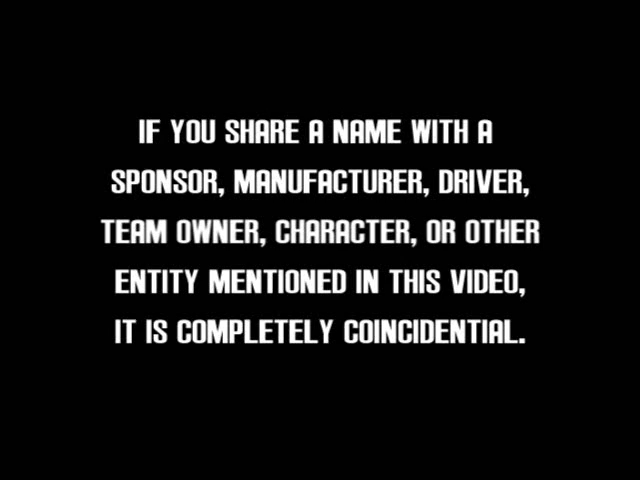 IF YOU SHARE A NAME WITH A
SPONSOR, MANUFACTURER, DRIVER,
TEAM OWNER, CHARACTER, OR OTHER
ENTITY MENTIONED IN THIS VIDEO,
IT IS COMPLETELY COINCIDENTIAL.